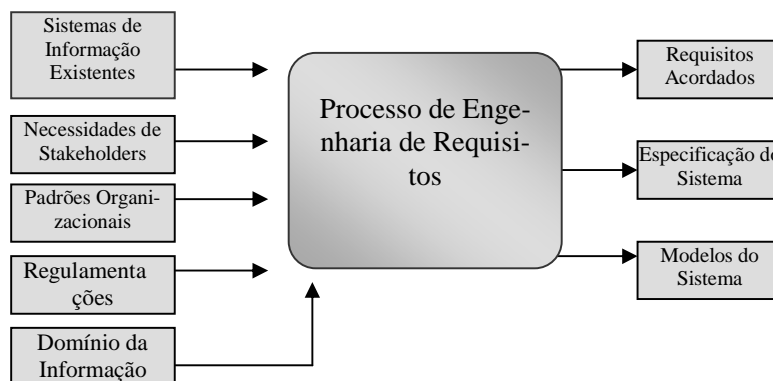 Sistemas de
Informação
Existentes
Necessidades de
Stakeholders
Padrões Organi-
zacionais
Regulamenta
ções
Domínio da
Informação
Processo de Enge-
nharia de Requisi-
tos
Requisitos
Acordados
Especificação do
Sistema
Modelos do
Sistema